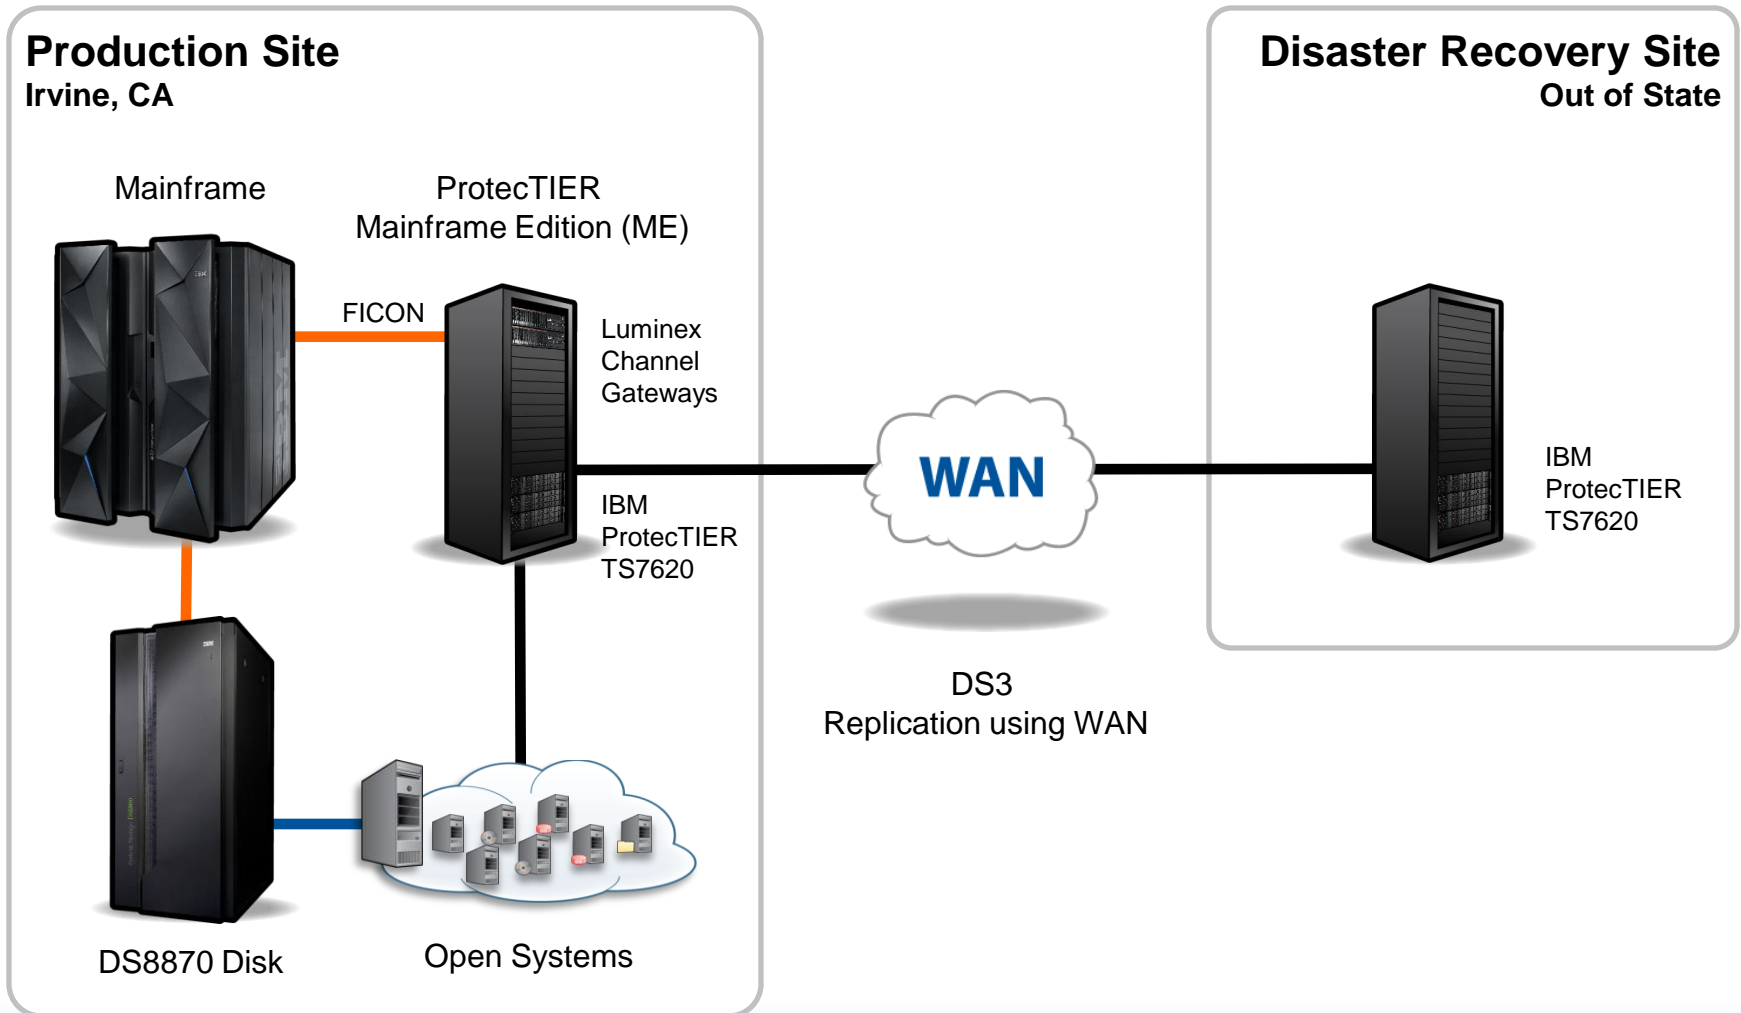 Production Site
Irvine, CA
Disaster Recovery Site
Out of State
Mainframe
ProtecTIER
Mainframe Edition (ME)
FICON
Luminex
Channel
Gateways
IBM
ProtecTIER
TS7620
WAN
IBM
ProtecTIER
TS7620
DS3
Replication using WAN
DS8870 Disk
Open Systems